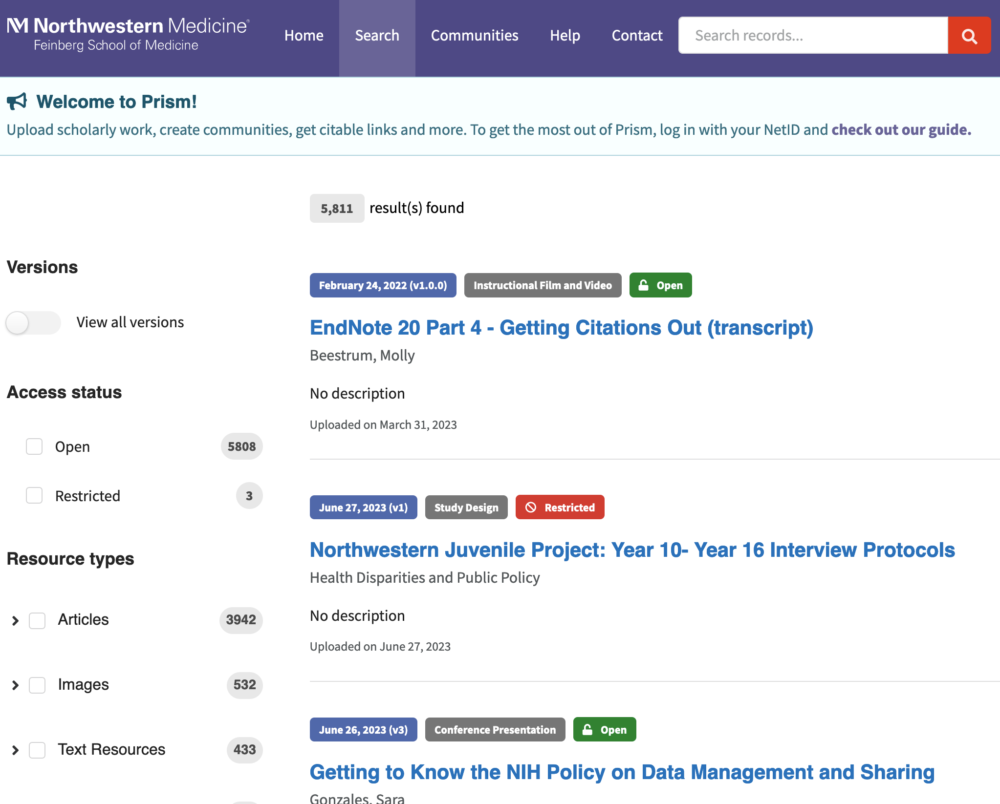 Northwestern Medicine®
Feinberg School of Medicine
Home
Search
Communities
Help
Contact
Search records...
Welcome to Prism!
Upload scholarly work, create communities, get citable links and more. To get the most out of Prism, log in with your NetID and check out our guide.
5,811 result(s) found
Versions
View all versions
Access status
Open 5808
Restricted 3
Resource types
Articles 3942
Images 532
Text Resources 433
February 24, 2022 (v1.0.0) Instructional Film and Video Open
EndNote 20 Part 4 - Getting Citations Out (transcript)
Beestrum, Molly
No description
Uploaded on March 31, 2023
June 27, 2023 (v1) Study Design Restricted
Northwestern Juvenile Project: Year 10- Year 16 Interview Protocols
Health Disparities and Public Policy
No description
Uploaded on June 27, 2023
June 26, 2023 (v3) Conference Presentation Open
Getting to Know the NIH Policy on Data Management and Sharing
Gonzales, Sara